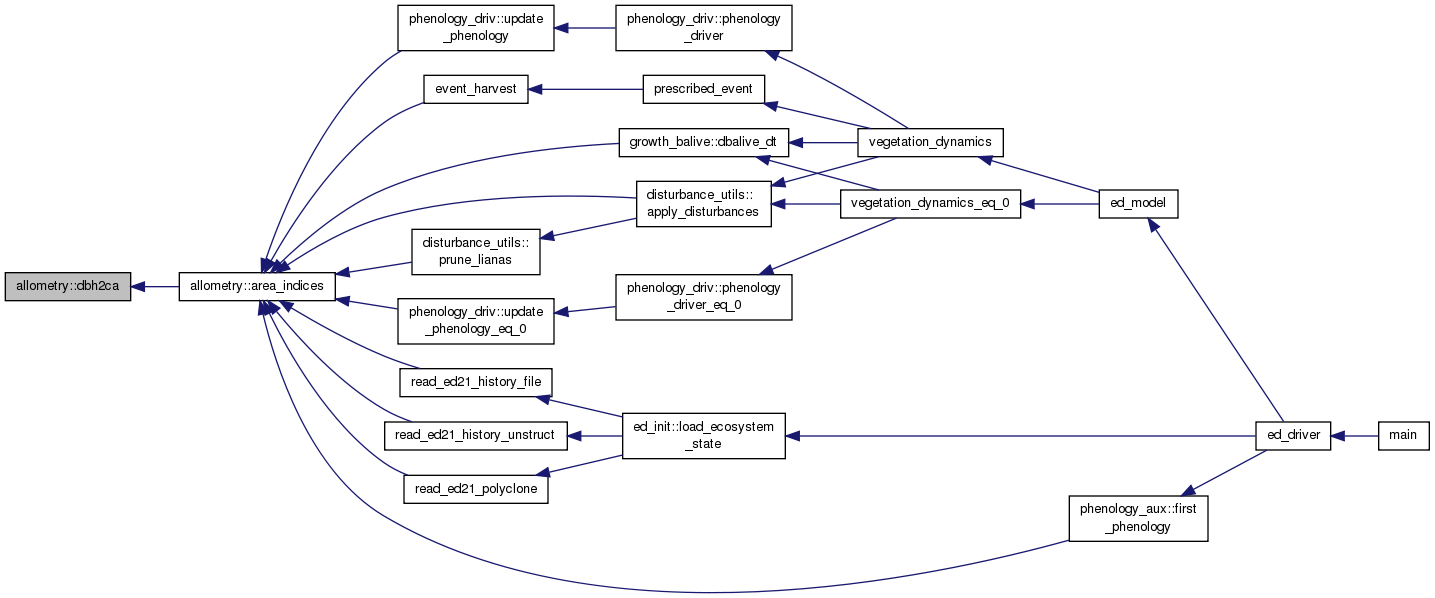 phenology_driv::update
_phenology
phenology_driv::phenology
_driver
event_harvest
prescribed_event
growth_balive::dbalive_dt
vegetation_dynamics
disturbance_utils::
apply_disturbances
vegetation_dynamics_eq_0
ed_model
disturbance_utils::
prune_lianas
allometry::dbh2ca
allometry::area_indices
phenology_driv::phenology
_driver_eq_0
phenology_driv::update
_phenology_eq_0
read_ed21_history_file
ed_init::load_ecosystem
_state
read_ed21_history_unstruct
ed_driver
main
read_ed21_polyclone
phenology_aux::first
_phenology